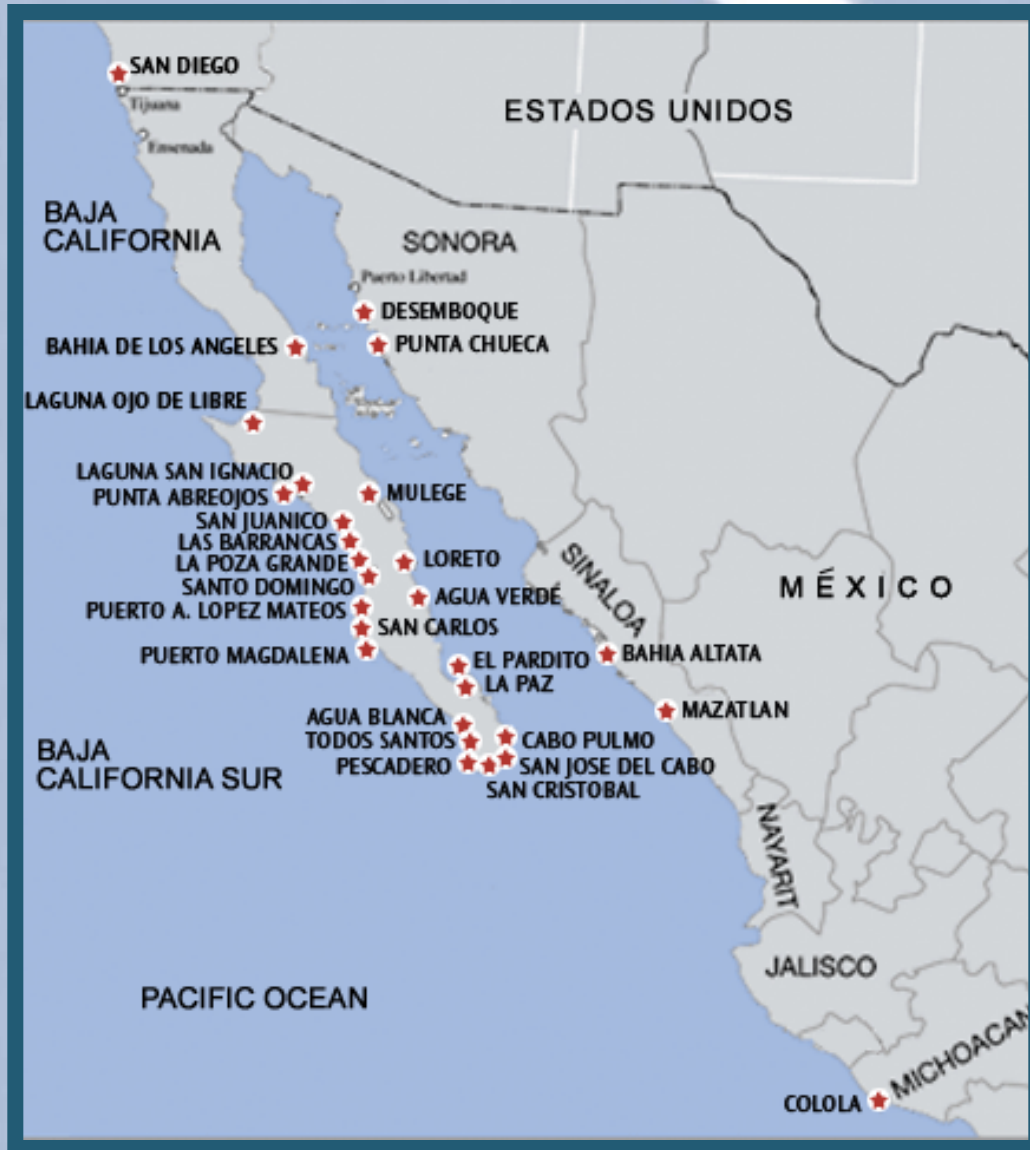 SAN DIEGO
Tijuana
ESTADOS UNIDOS
Ensenada
BAJA
CALIFORNIA
SONORA
Puerto Libertad
DESEMBOQUE
BAHIA DE LOS ANGELES
PUNTA CHUECA
LAGUNA OJO DE LIBRE
LAGUNA SAN IGNACIO
PUNTA ABREOJOS
MULEGE
SAN JUANICO
LAS BARRANCAS
LA POZA GRANDE
LORETO
SINALOA
MÉXICO
SANTO DOMINGO
AGUA VERDÉ
PUERTO A. LOPEZ MATEOS
SAN CARLOS
PUERTO MAGDALENA
EL PARDITO
BAHIA ALTATA
LA PAZ
MAZATLAN
AGUA BLANCA
TODOS SANTOS
CABO PULMO
BAJA
CALIFORNIA SUR
PESCADERO
SAN JOSE DEL CABO
SAN CRISTOBAL
NAYARIT
JALISCO
PACIFIC OCEAN
MICHOACAN
COLOLA